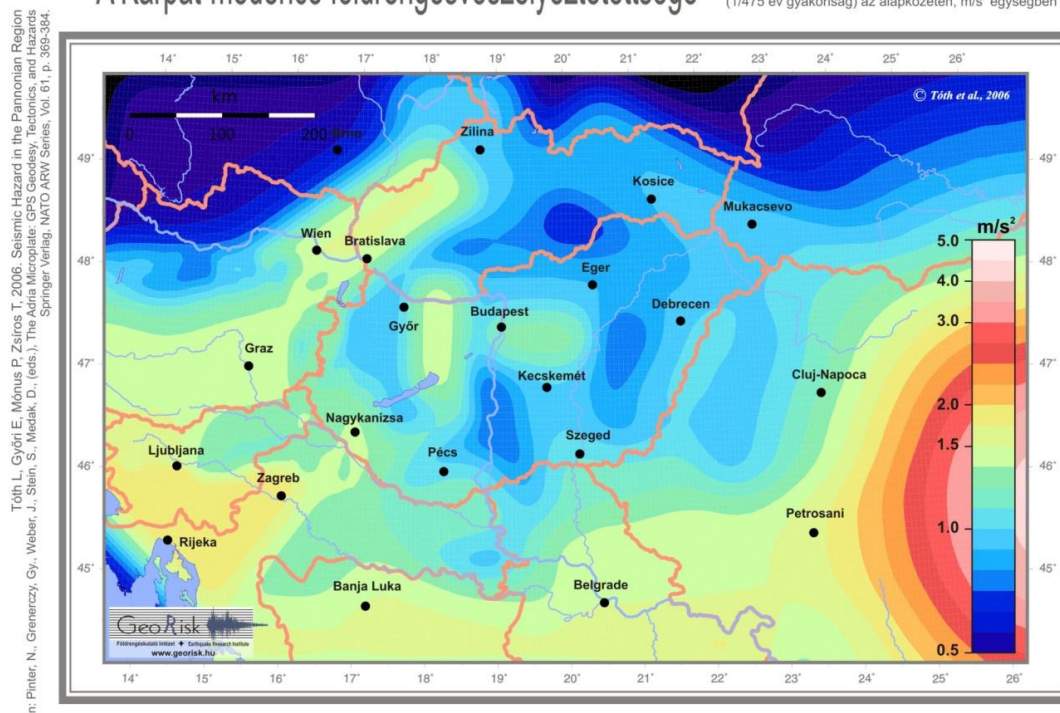 A Kárpát-medence földrengésveszélyeztetettsége
(1/475 év gyakoriság) az alapkőzeten, m/s² egységben
Tóth L., Győri E, Mónus P, Zsíros T, 2006. Seismic Hazard in the Pannonian Region
n: Pinter, N., Grenerczy, Gy., Weber, J., Stein, S., Medak, D., (eds.), The Adria Microplate: GPS Geodesy, Tectonics, and Hazards
Springer Verlag, NATO ARW Series, Vol. 61, p. 369-384.
14˚ 15˚ 16˚ 17˚ 18˚ 19˚ 20˚ 21˚ 22˚ 23˚ 24˚ 25˚ 26˚
km
0 100 200
© Tóth et al., 2006
Brno
Zilina
49˚ 49˚
Kosice
Mukacsevo
Wien
Bratislava
48˚ 48˚
m/s²
5.0
4.0
3.0
2.0
1.5
1.0
0.5
Eger
Debrecen
Budapest
Győr
Graz
47˚ 47˚
Kecskemét
Cluj-Napoca
Nagykanizsa
Szeged
Pécs
Ljubljana
46˚ 46˚
Zagreb
Petrosani
Rijeka
45˚ 45˚
Banja Luka
Belgrade
GeoRisk
Földrengéskutató Intézet ✦ Earthquake Research Institute
www.georisk.hu
14˚ 15˚ 16˚ 17˚ 18˚ 19˚ 20˚ 21˚ 22˚ 23˚ 24˚ 25˚ 26˚